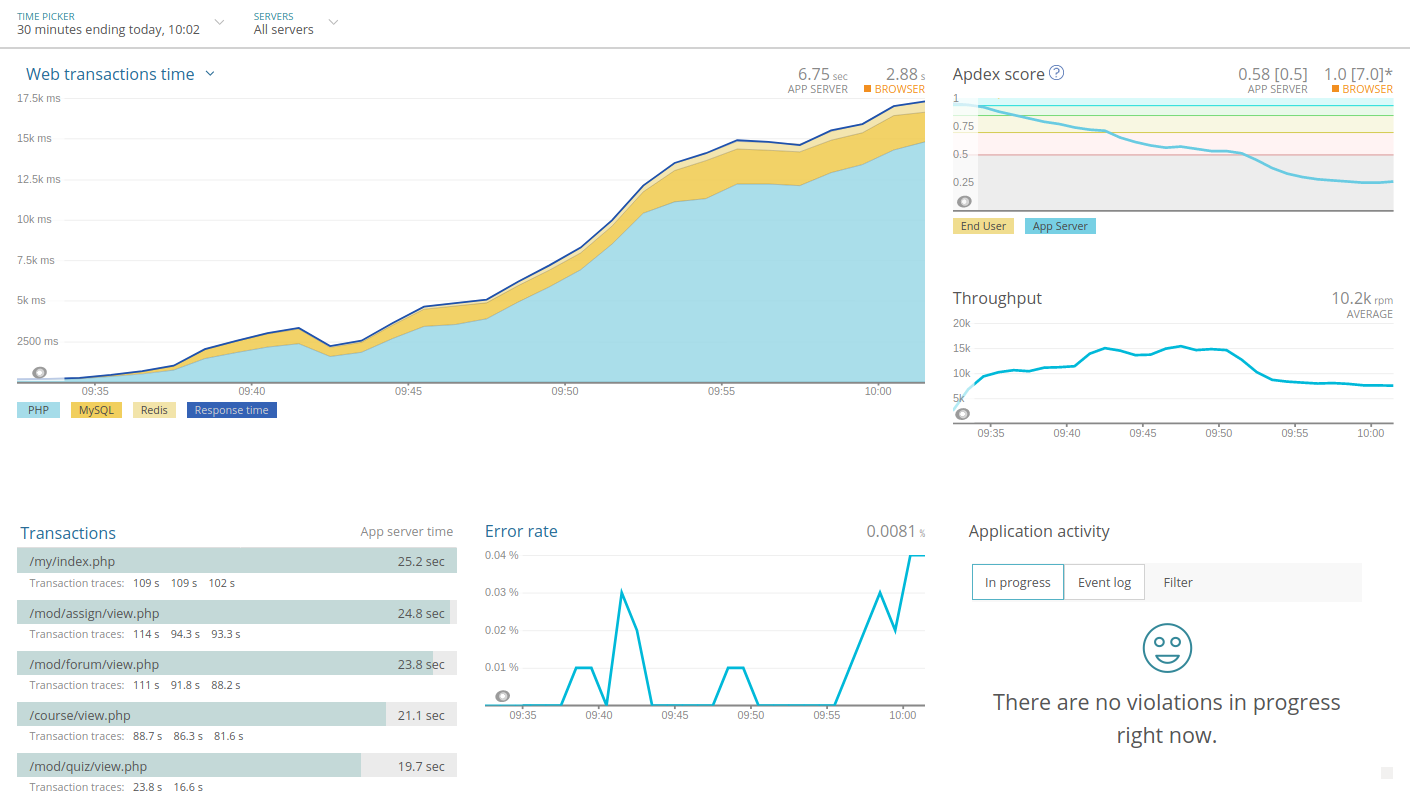 TIME PICKER
30 minutes ending today, 10:02
SERVERS
All servers
Web transactions time
6.75 sec
APP SERVER
2.88 s
BROWSER
17.5k ms
15k ms
12.5k ms
10k ms
7.5k ms
5k ms
2500 ms
09:35 09:40 09:45 09:50 09:55 10:00
PHP MySQL Redis Response time
Apdex score ?
0.58 [0.5]
APP SERVER
1.0 [7.0]*
BROWSER
1
0.75
0.5
0.25
End User App Server
Throughput
10.2k rpm
AVERAGE
20k
15k
10k
5k
09:35 09:40 09:45 09:50 09:55 10:00
Transactions App server time
/my/index.php 25.2 sec
Transaction traces: 109 s 109 s 102 s
/mod/assign/view.php 24.8 sec
Transaction traces: 114 s 94.3 s 93.3 s
/mod/forum/view.php 23.8 sec
Transaction traces: 111 s 91.8 s 88.2 s
/course/view.php 21.1 sec
Transaction traces: 88.7 s 86.3 s 81.6 s
/mod/quiz/view.php 19.7 sec
Transaction traces: 23.8 s 16.6 s
Error rate 0.0081 %
0.04 %
0.03 %
0.02 %
0.01 %
09:35 09:40 09:45 09:50 09:55 10:00
Application activity
In progress Event log Filter
There are no violations in progress
right now.